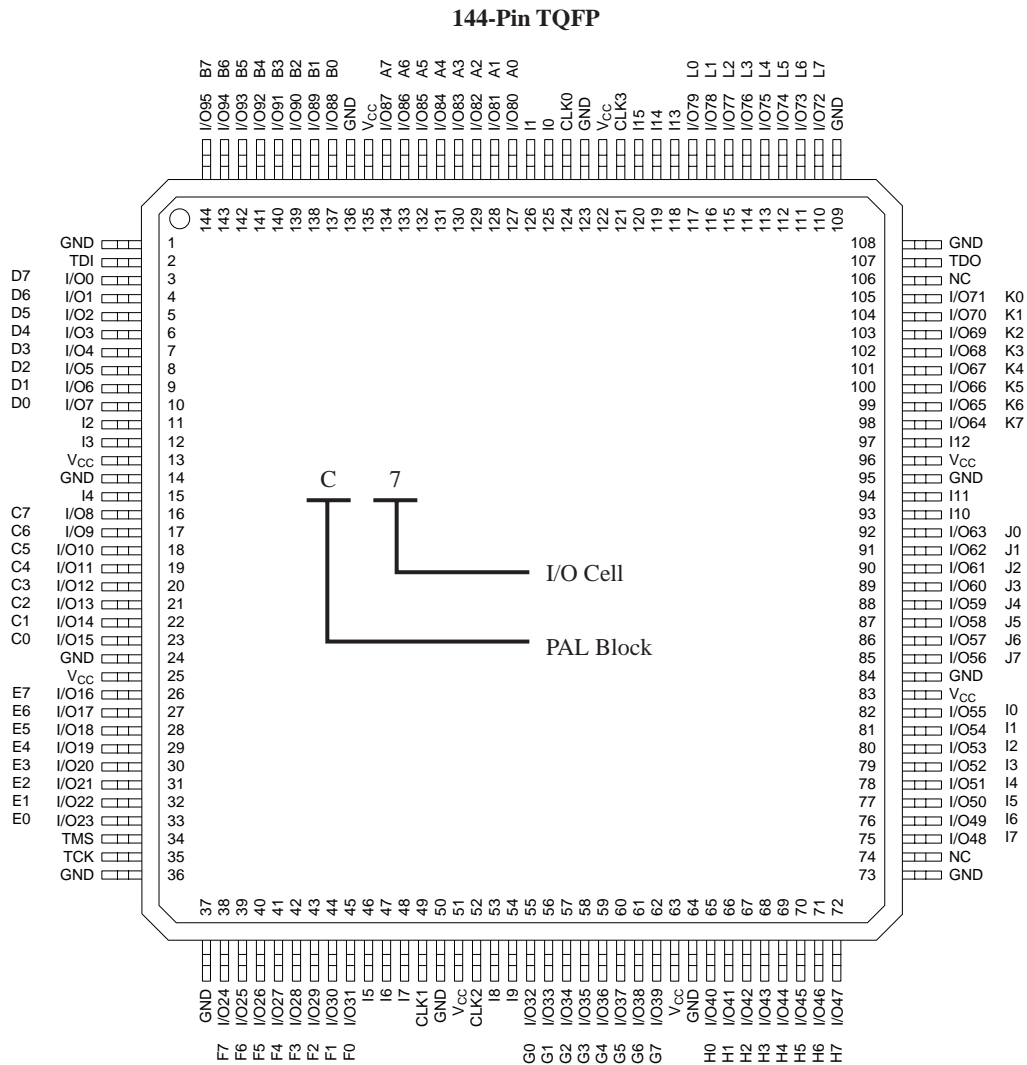 144-Pin TQFP
B7 B6 B5 B4 B3 B2 B1 B0 A7 A6 A5 A4 A3 A2 A1 A0 L0 L1 L2 L3 L4 L5 L6 L7
I/O95 I/O94 I/O93 I/O92 I/O91 I/O90 I/O89 I/O88 GND VCC I/O87 I/O86 I/O85 I/O84 I/O83 I/O82 I/O81 I/O80 I1 I0 CLK0 GND VCC CLK3 I15 I14 I13 I/O79 I/O78 I/O77 I/O76 I/O75 I/O74 I/O73 I/O72 GND
144 143 142 141 140 139 138 137 136 135 134 133 132 131 130 129 128 127 126 125 124 123 122 121 120 119 118 117 116 115 114 113 112 111 110 109
GND 1 108 GND
TDI 2 107 TDO
D7 I/O0 3 106 NC
D6 I/O1 4 105 I/O71 K0
D5 I/O2 5 104 I/O70 K1
D4 I/O3 6 103 I/O69 K2
D3 I/O4 7 102 I/O68 K3
D2 I/O5 8 101 I/O67 K4
D1 I/O6 9 100 I/O66 K5
D0 I/O7 10 99 I/O65 K6
I2 11 98 I/O64 K7
I3 12 97 I12
VCC 13 96 VCC
GND 14 95 GND
C 7
I4 15 94 I11
C7 I/O8 16 93 I10
C6 I/O9 17 92 I/O63 J0
C5 I/O10 18 91 I/O62 J1
C4 I/O11 19 90 I/O61 J2
I/O Cell
C3 I/O12 20 89 I/O60 J3
C2 I/O13 21 88 I/O59 J4
C1 I/O14 22 87 I/O58 J5
C0 I/O15 23 86 I/O57 J6
PAL Block
GND 24 85 I/O56 J7
VCC 25 84 GND
E7 I/O16 26 83 VCC
E6 I/O17 27 82 I/O55 I0
E5 I/O18 28 81 I/O54 I1
E4 I/O19 29 80 I/O53 I2
E3 I/O20 30 79 I/O52 I3
E2 I/O21 31 78 I/O51 I4
E1 I/O22 32 77 I/O50 I5
E0 I/O23 33 76 I/O49 I6
TMS 34 75 I/O48 I7
TCK 35 74 NC
GND 36 73 GND
37 38 39 40 41 42 43 44 45 46 47 48 49 50 51 52 53 54 55 56 57 58 59 60 61 62 63 64 65 66 67 68 69 70 71 72
GND I/O24 I/O25 I/O26 I/O27 I/O28 I/O29 I/O30 I/O31 I5 I6 I7 CLK1 GND VCC CLK2 I8 I9 I/O32 I/O33 I/O34 I/O35 I/O36 I/O37 I/O38 I/O39 VCC GND I/O40 I/O41 I/O42 I/O43 I/O44 I/O45 I/O46 I/O47
F7 F6 F5 F4 F3 F2 F1 F0 G0 G1 G2 G3 G4 G5 G6 G7 H0 H1 H2 H3 H4 H5 H6 H7